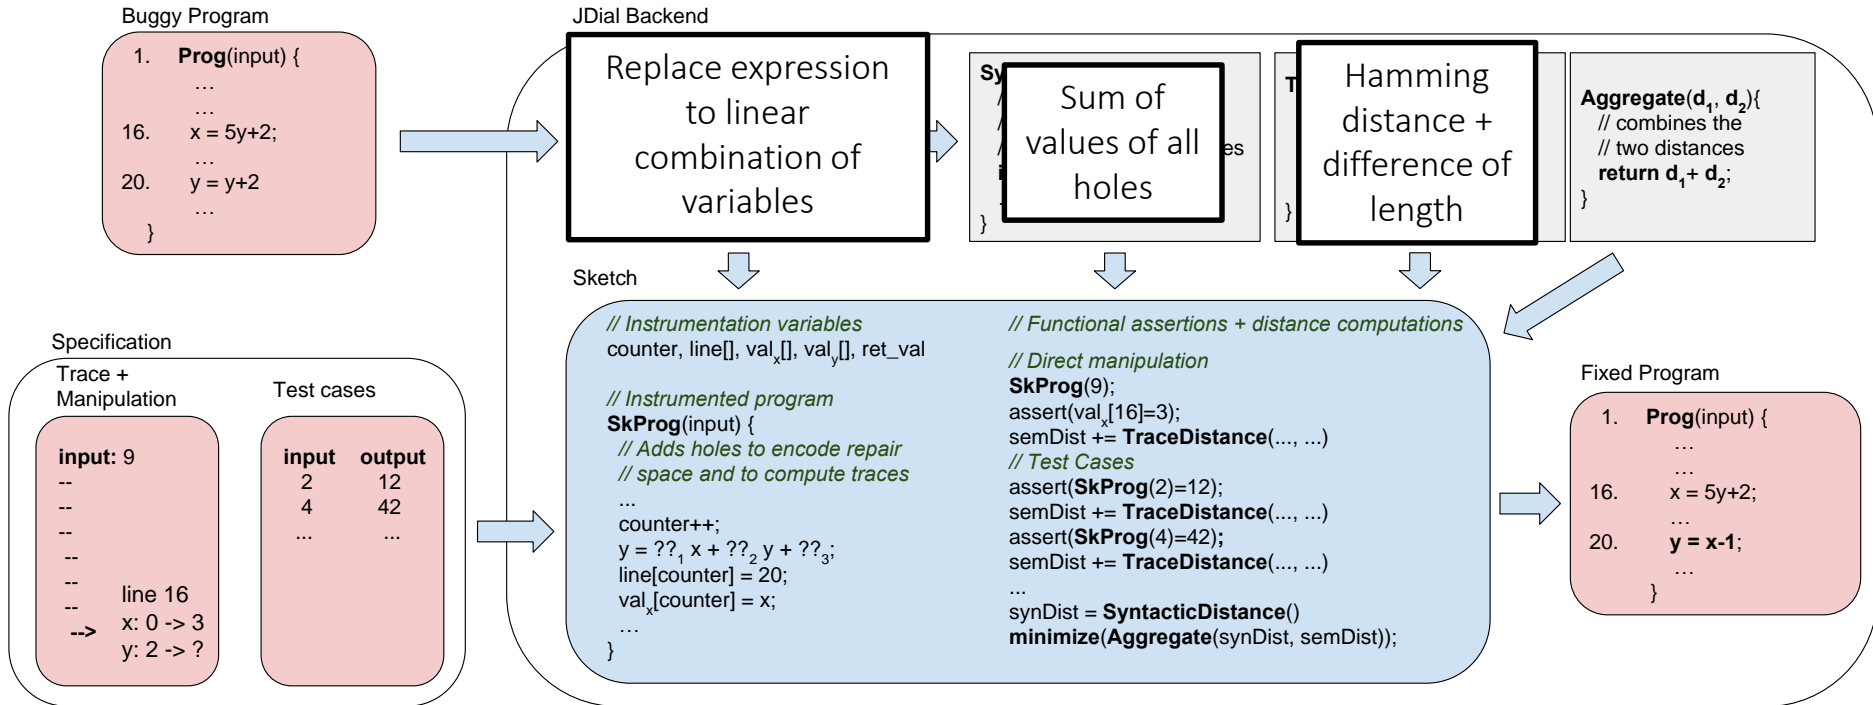 Buggy Program
1. Prog(input) {
…
…
16. x = 5y+2;
…
20. y = y+2
…
}
JDial Backend
Replace expression
to linear
combination of
variables
Sy
//
//
//
es
i
}
Sum of
values of all
holes
T
}
Hamming
distance +
difference of
length
Aggregate(d₁, d₂){
// combines the
// two distances
return d₁+ d₂;
}
Specification
Trace +
Manipulation
input: 9
--
--
--
--
--
--
-->
line 16
x: 0 -> 3
y: 2 -> ?
Test cases
input output
2 12
4 42
... ...
Sketch
// Instrumentation variables
counter, line[], valₓ[], val_y[], ret_val
// Instrumented program
SkProg(input) {
// Adds holes to encode repair
// space and to compute traces
...
counter++;
y = ??₁ x + ??₂ y + ??₃;
line[counter] = 20;
valₓ[counter] = x;
…
}
// Functional assertions + distance computations
// Direct manipulation
SkProg(9);
assert(valₓ[16]=3);
semDist += TraceDistance(..., ...)
// Test Cases
assert(SkProg(2)=12);
semDist += TraceDistance(..., ...)
assert(SkProg(4)=42);
semDist += TraceDistance(..., ...)
...
synDist = SyntacticDistance()
minimize(Aggregate(synDist, semDist));
Fixed Program
1. Prog(input) {
…
…
16. x = 5y+2;
…
20. y = x-1;
…
}